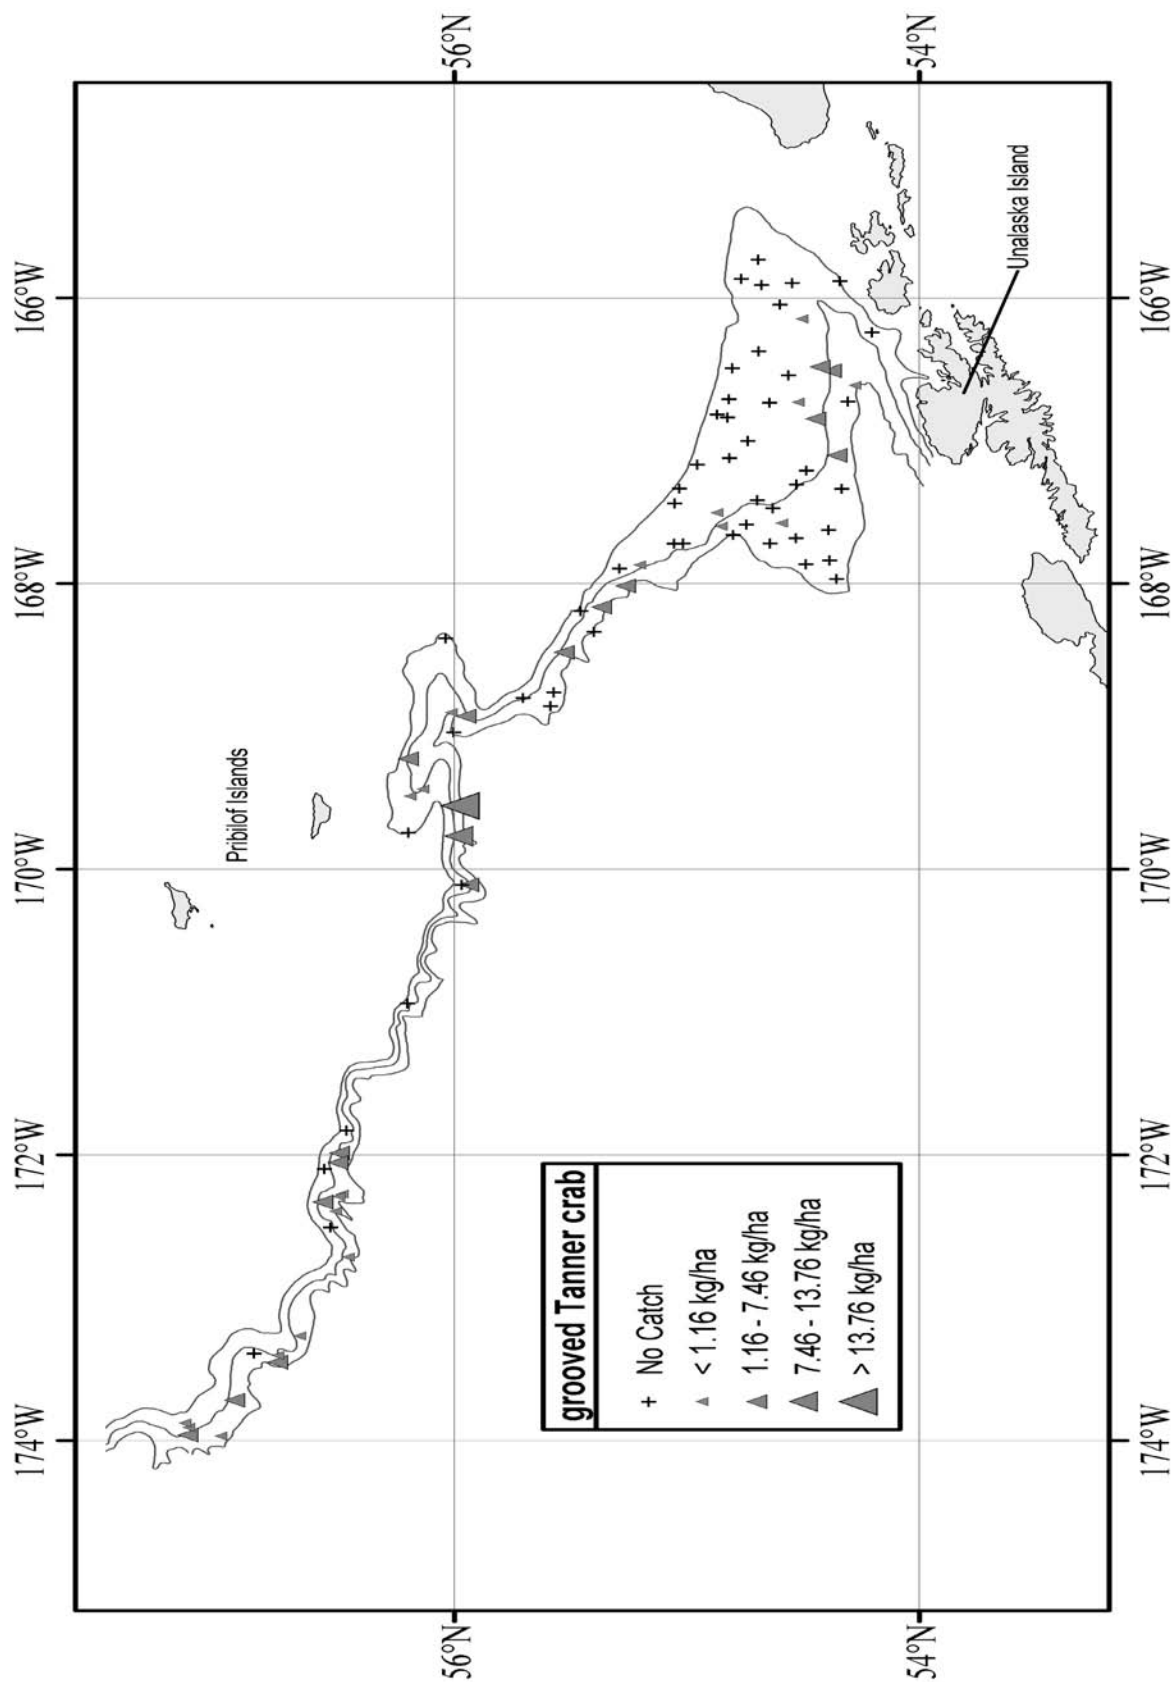 174°W
172°W
170°W
168°W
166°W
56°N
56°N
Pribilof Islands
grooved Tanner crab
No Catch
< 1.16 kg/ha
1.16 - 7.46 kg/ha
7.46 - 13.76 kg/ha
> 13.76 kg/ha
Unalaska Island
54°N
54°N
174°W
172°W
170°W
168°W
166°W